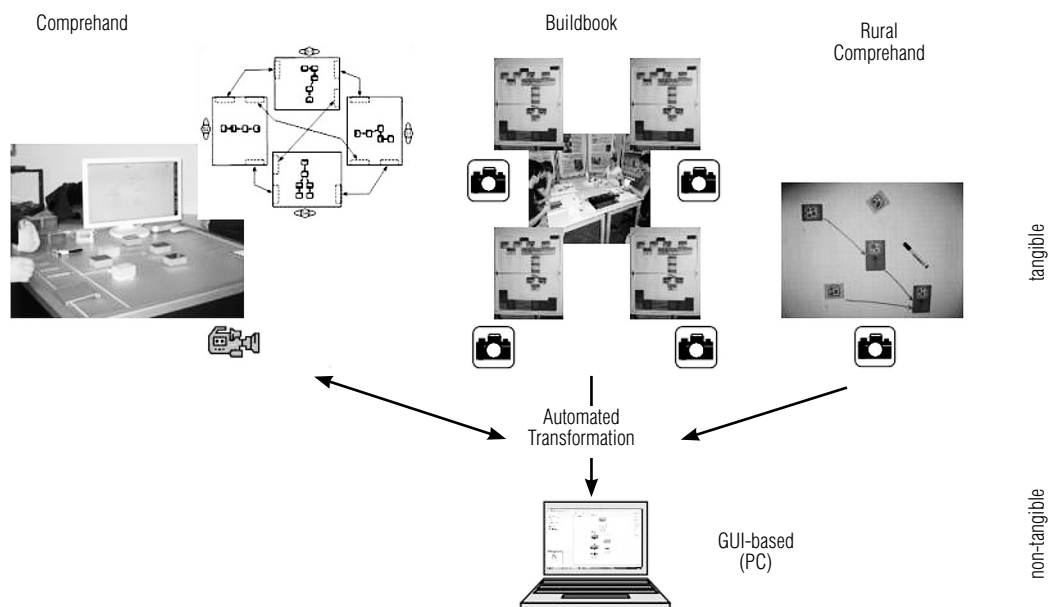 Comprehand
Buildbook
Rural
Comprehand
tangible
Automated
Transformation
GUI-based
(PC)
non-tangible